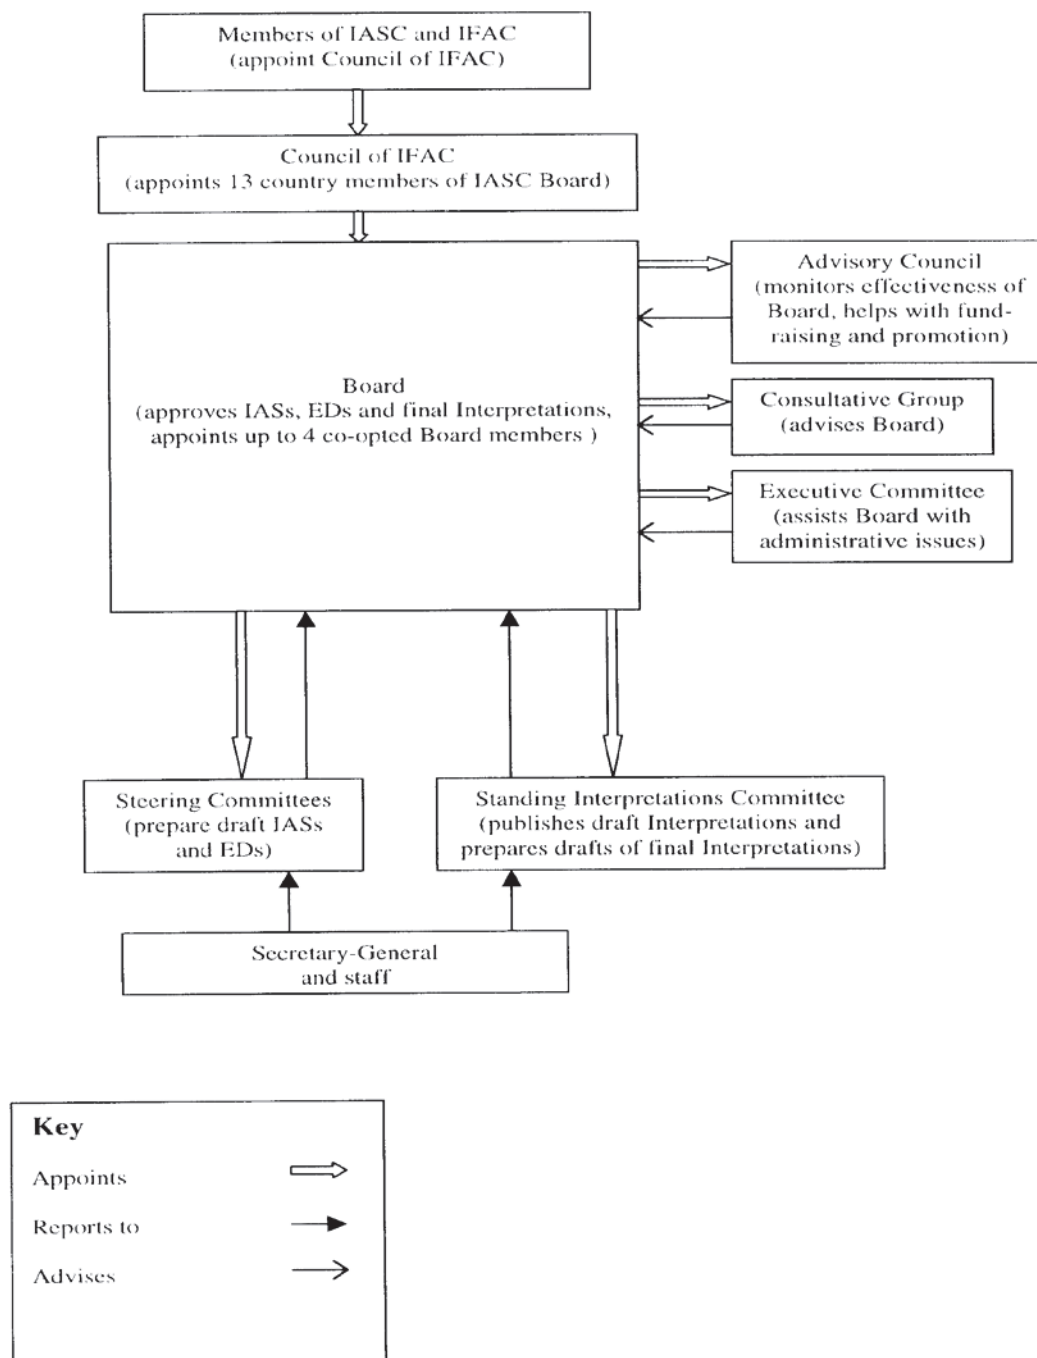 Members of IASC and IFAC
(appoint Council of IFAC)
Council of IFAC
(appoints 13 country members of IASC Board)
Board
(approves IASs, EDs and final Interpretations,
appoints up to 4 co-opted Board members )
Advisory Council
(monitors effectiveness of
Board, helps with fund-
raising and promotion)
Consultative Group
(advises Board)
Executive Committee
(assists Board with
administrative issues)
Steering Committees
(prepare draft IASs
and EDs)
Standing Interpretations Committee
(publishes draft Interpretations and
prepares drafts of final Interpretations)
Secretary-General
and staff
Key
Appoints
Reports to
Advises